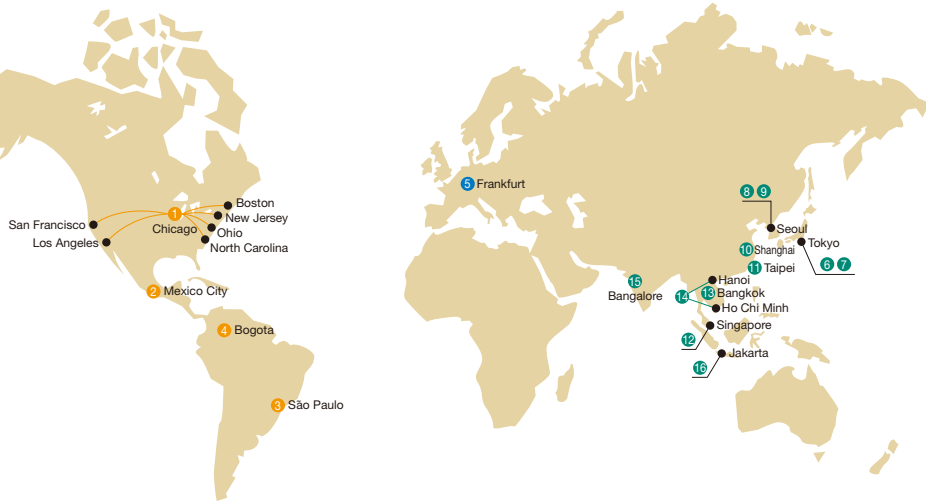 1
Chicago
San Francisco
Los Angeles
Boston
New Jersey
Ohio
North Carolina
2 Mexico City
4 Bogota
3 São Paulo
5 Frankfurt
8 9
Seoul
10 Shanghai
Tokyo
6 7
11 Taipei
15
Bangalore
Hanoi
14
13 Bangkok
Ho Chi Minh
Singapore
12
Jakarta
16